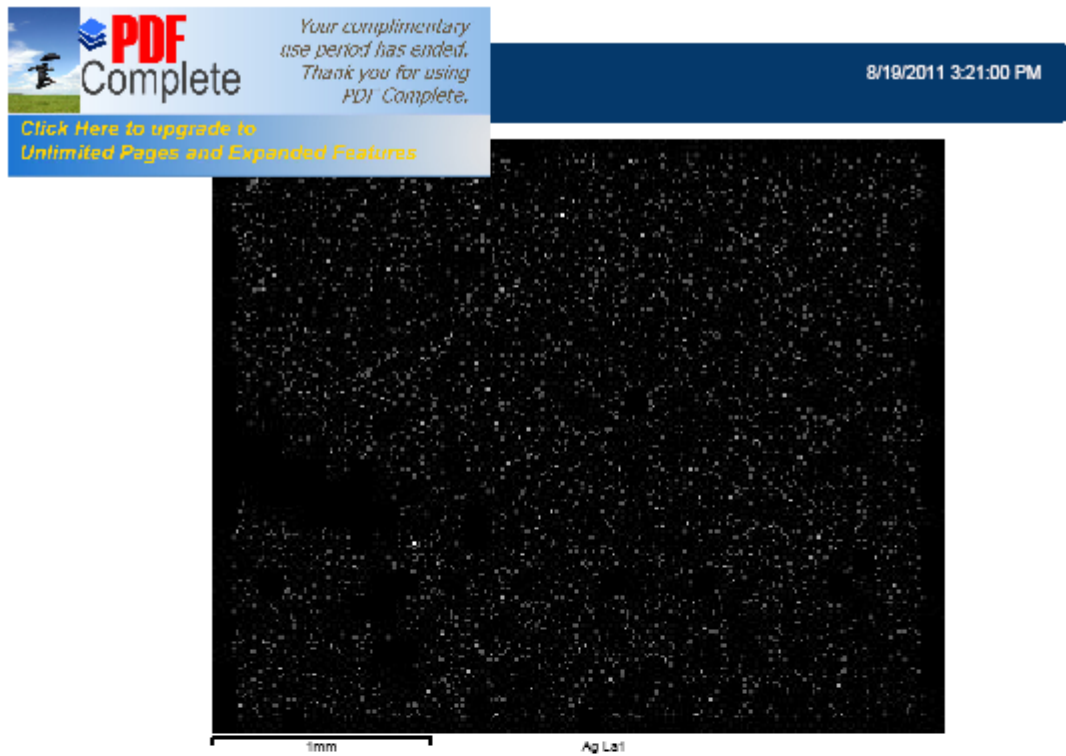 PDF
Complete
Your complimentary
use period has ended.
Thank you for using
PDF Complete.
Click Here to upgrade to
Unlimited Pages and Expanded Features
8/19/2011 3:21:00 PM
1mm
Ag La1